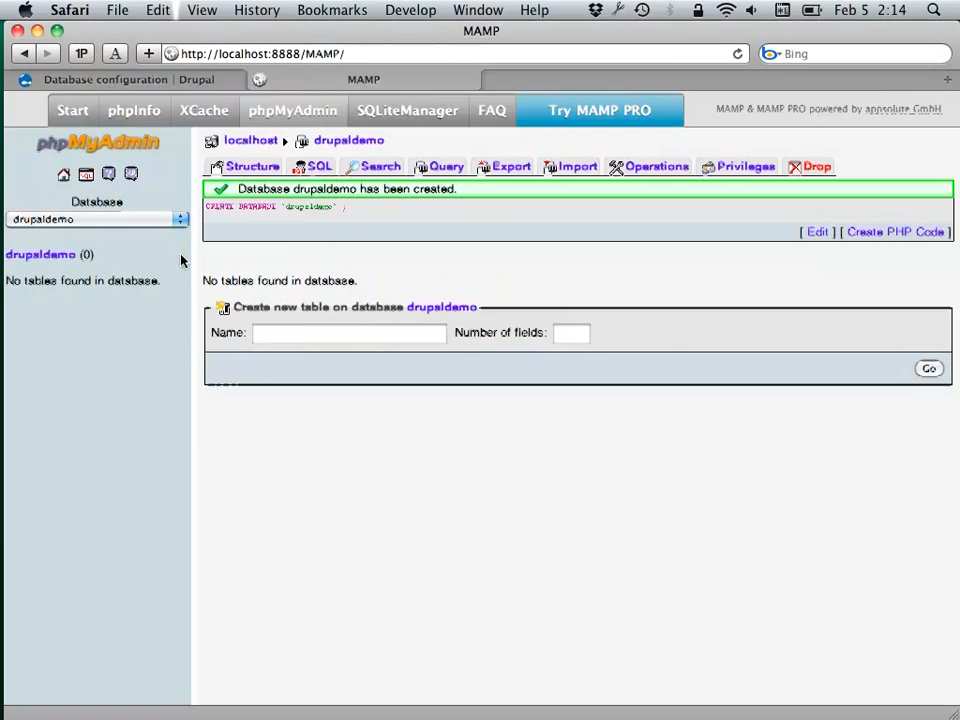 Safari File Edit View History Bookmarks Develop Window Help Feb 5 2:14
MAMP
1P A + http://localhost:8888/MAMP/ Bing
Database configuration | Drupal MAMP
Start phpInfo XCache phpMyAdmin SQLiteManager FAQ Try MAMP PRO MAMP & MAMP PRO powered by appsolute GmbH
phpMyAdmin
localhost drupaldemo
Structure SQL Search Query Export Import Operations Privileges Drop
Database drupaldemo has been created.
Database
CREATE DATABASE `drupaldemo` ;
drupaldemo
[ Edit ] [ Create PHP Code ]
drupaldemo (0)
No tables found in database.
No tables found in database.
Create new table on database drupaldemo
Name: Number of fields:
Go